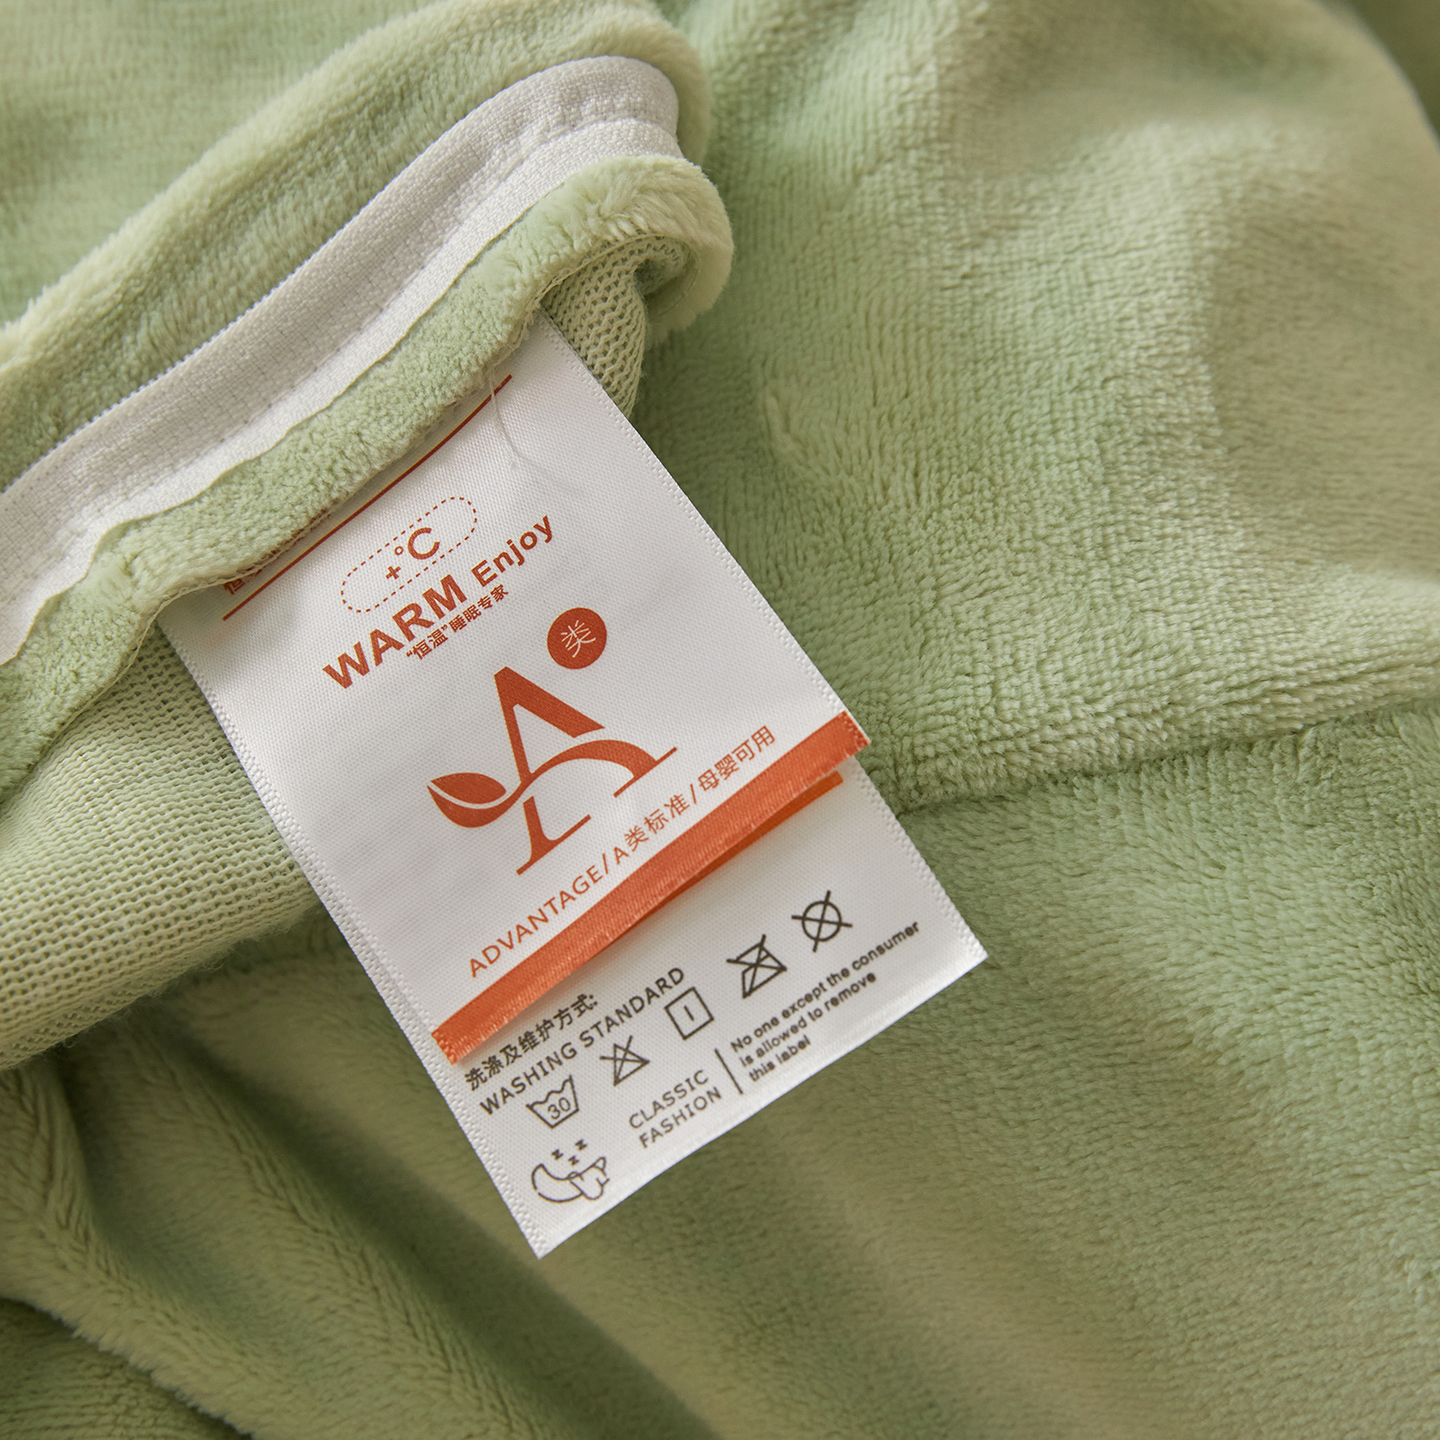 +°C
WARM Enjoy
“恒温”睡眠专家
类
A
ADVANTAGE/A类标准/母婴可用
洗涤及维护方式:
WASHING STANDARD
30
CLASSIC
FASHION
No one except the consumer
is allowed to remove
this label
z z z z